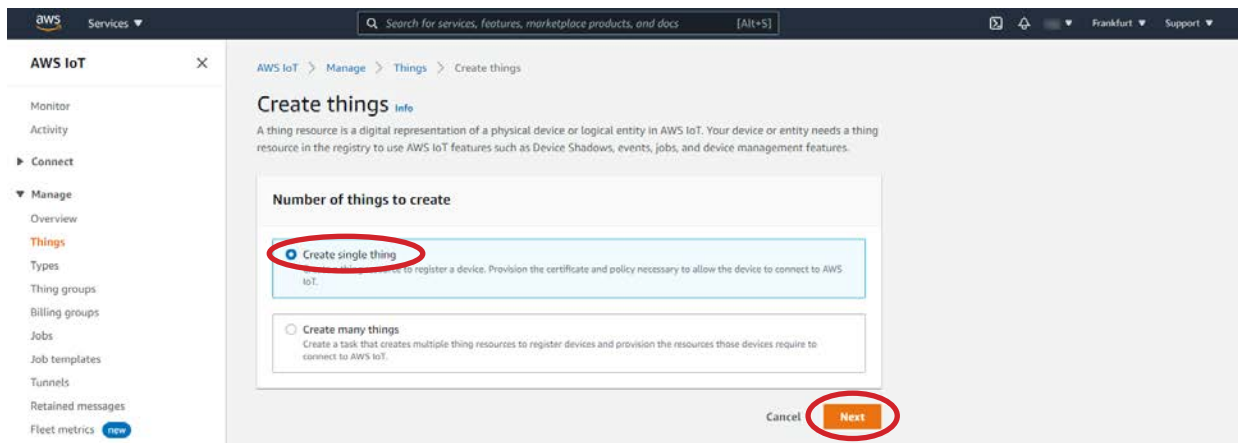 aws Services ▼ Search for services, features, marketplace products, and docs [Alt+S] Frankfurt ▼ Support ▼
AWS IoT
Monitor
Activity
Connect
Manage
Overview
Things
Types
Thing groups
Billing groups
Jobs
Job templates
Tunnels
Retained messages
Fleet metrics new
AWS IoT > Manage > Things > Create things
Create things Info
A thing resource is a digital representation of a physical device or logical entity in AWS IoT. Your device or entity needs a thing
resource in the registry to use AWS IoT features such as Device Shadows, events, jobs, and device management features.
Number of things to create
Create single thing
to register a device. Provision the certificate and policy necessary to allow the device to connect to AWS
IoT.
Create many things
Create a task that creates multiple thing resources to register devices and provision the resources those devices require to
connect to AWS IoT.
Cancel Next